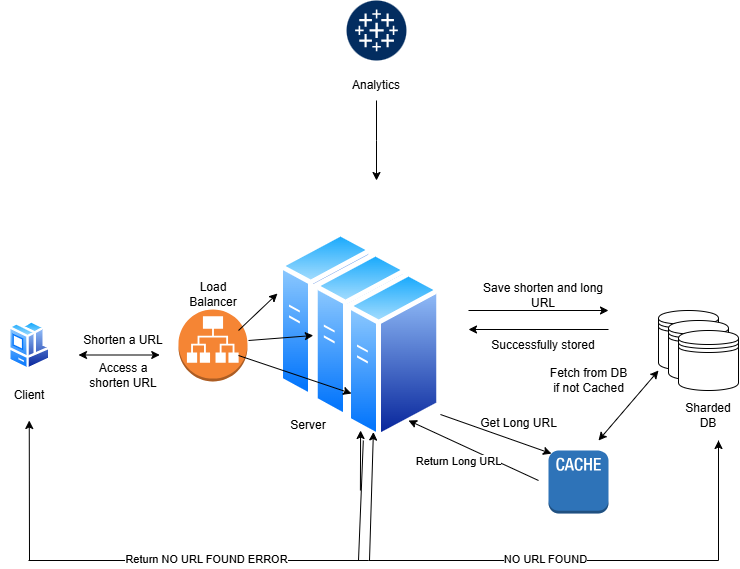 Analytics
Load
Balancer
Save shorten and long
URL
Shorten a URL
Successfully stored
Access a
shorten URL
Fetch from DB
if not Cached
Client
Sharded
DB
Server
Get Long URL
Return Long URL
CACHE
Return NO URL FOUND ERROR
NO URL FOUND